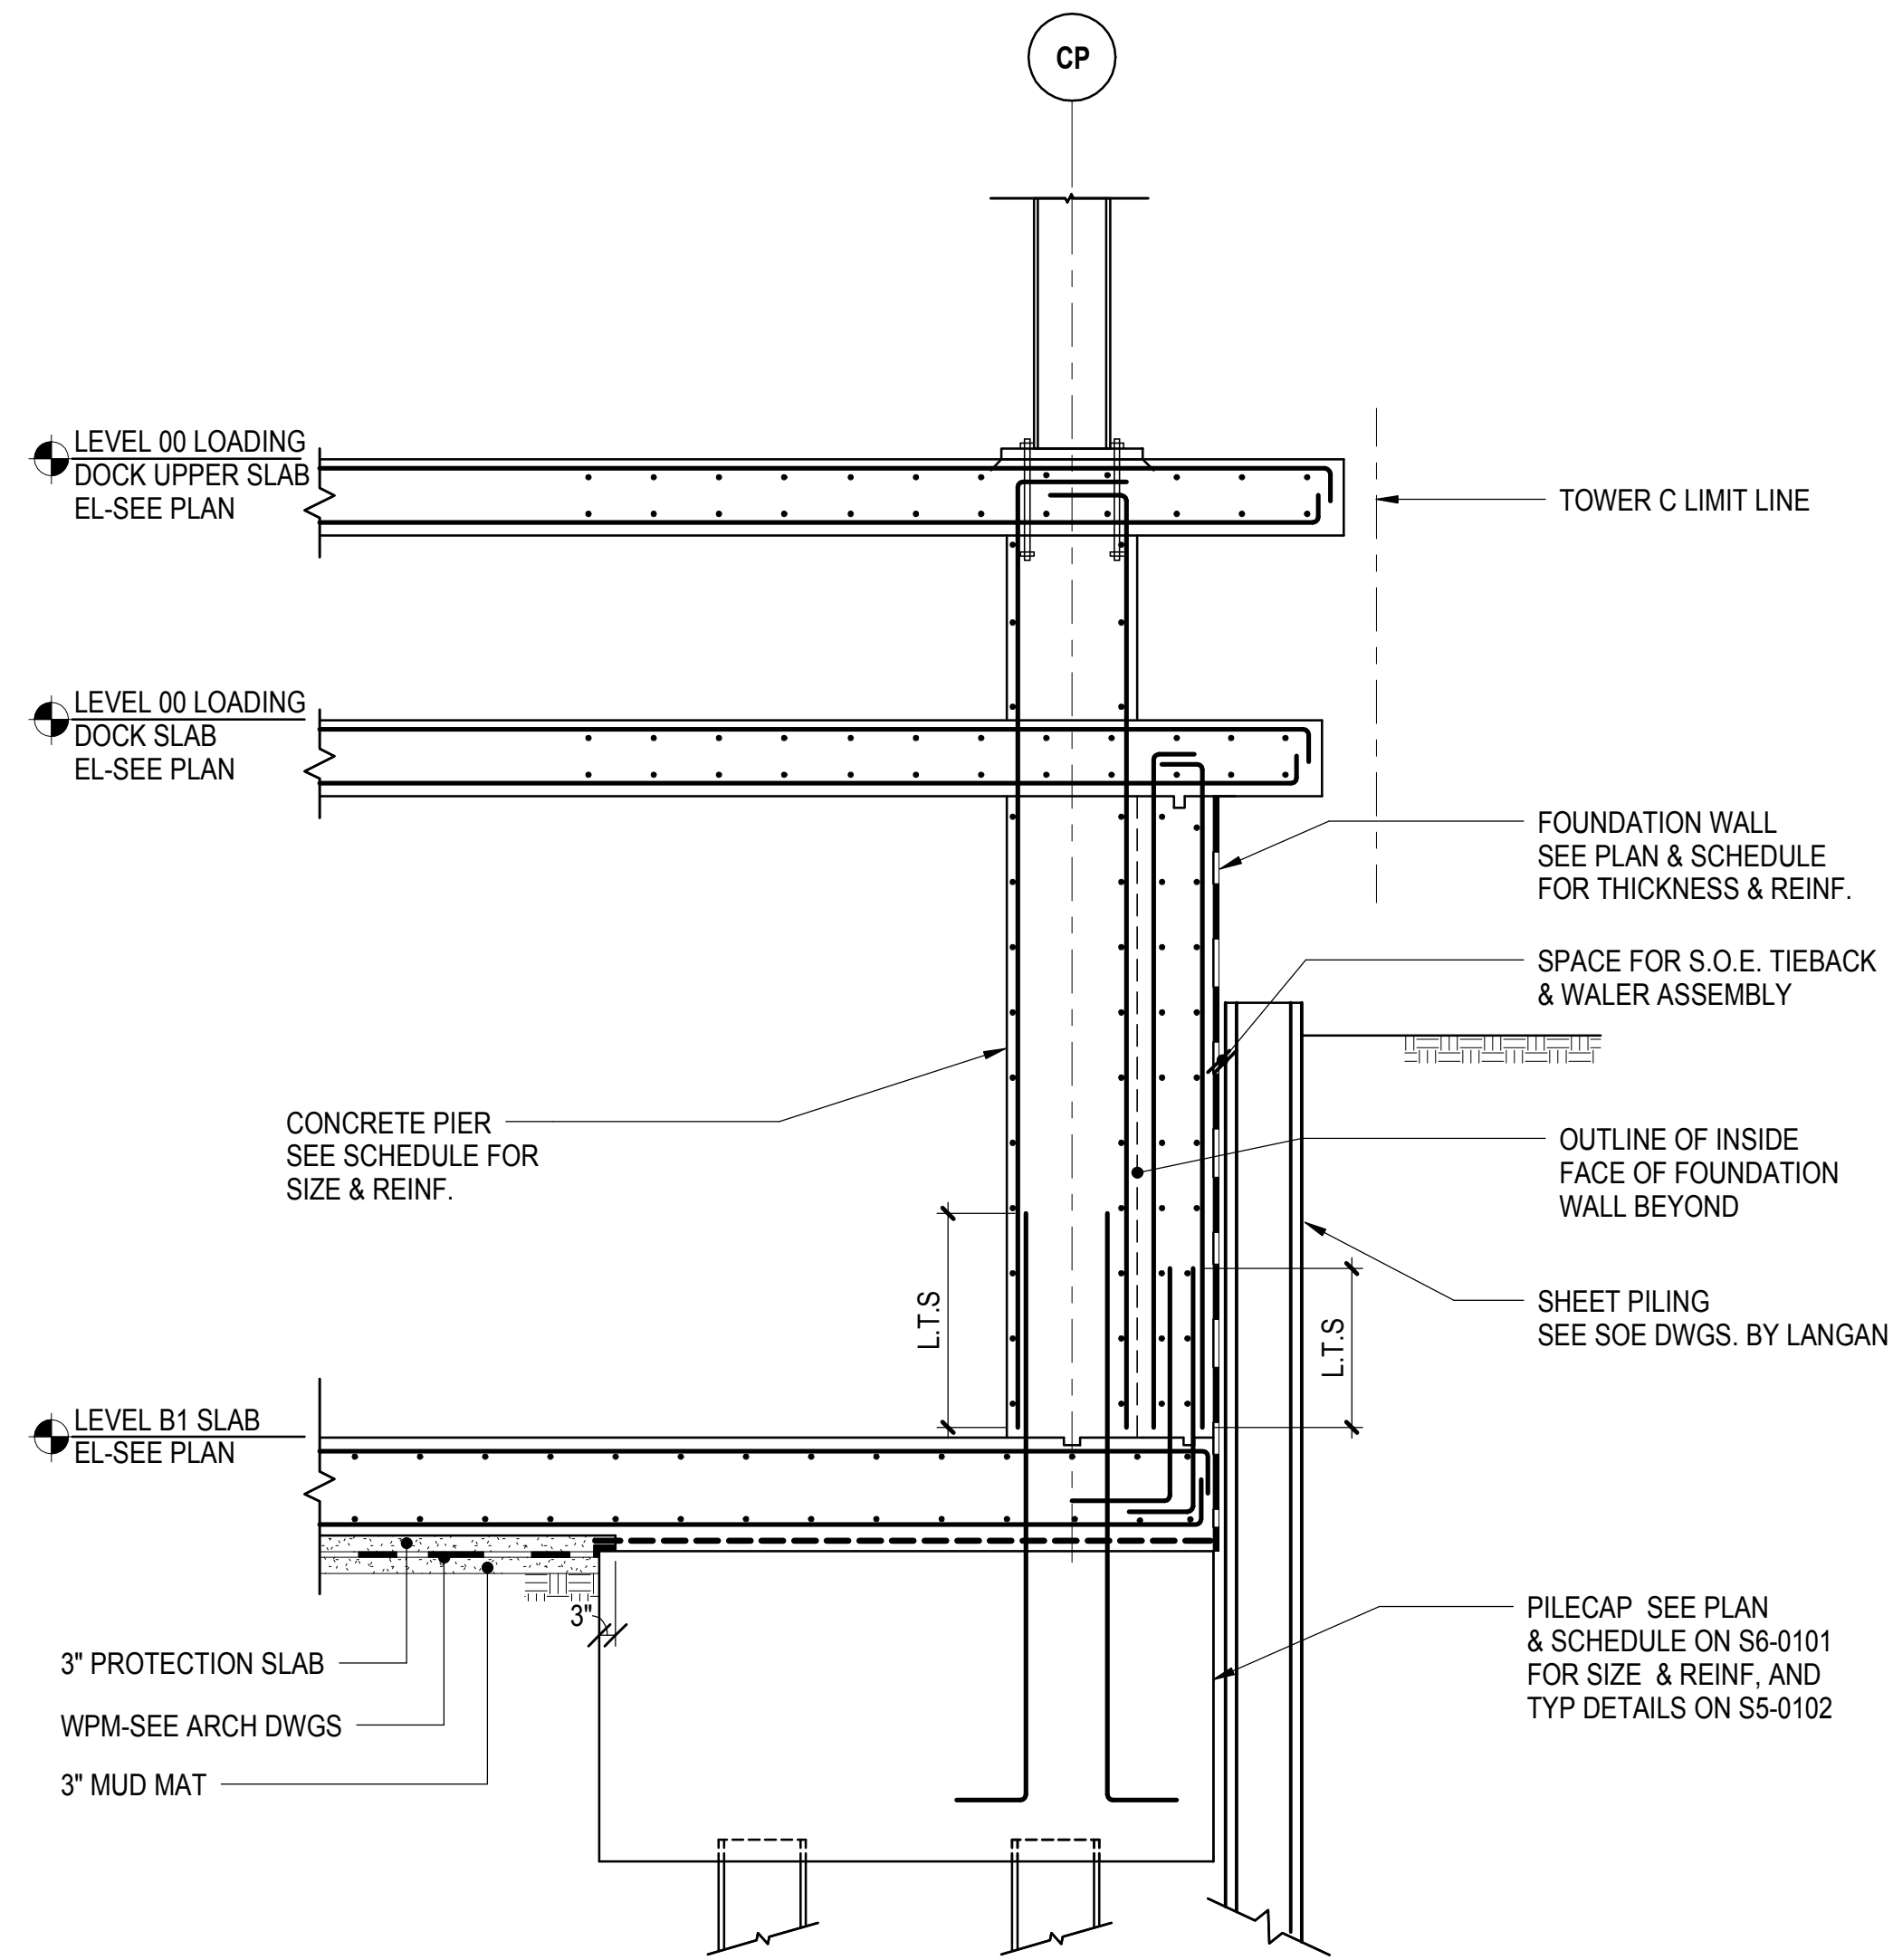 CP
LEVEL 00 LOADING
DOCK UPPER SLAB
EL-SEE PLAN
TOWER C LIMIT LINE
LEVEL 00 LOADING
DOCK SLAB
EL-SEE PLAN
FOUNDATION WALL
SEE PLAN & SCHEDULE
FOR THICKNESS & REINF.
SPACE FOR S.O.E. TIEBACK
& WALER ASSEMBLY
CONCRETE PIER
SEE SCHEDULE FOR
SIZE & REINF.
OUTLINE OF INSIDE
FACE OF FOUNDATION
WALL BEYOND
L.T.S
L.T.S
SHEET PILING
SEE SOE DWGS. BY LANGAN
LEVEL B1 SLAB
EL-SEE PLAN
3"
3" PROTECTION SLAB
WPM-SEE ARCH DWGS
3" MUD MAT
PILECAP SEE PLAN
& SCHEDULE ON S6-0101
FOR SIZE & REINF, AND
TYP DETAILS ON S5-0102